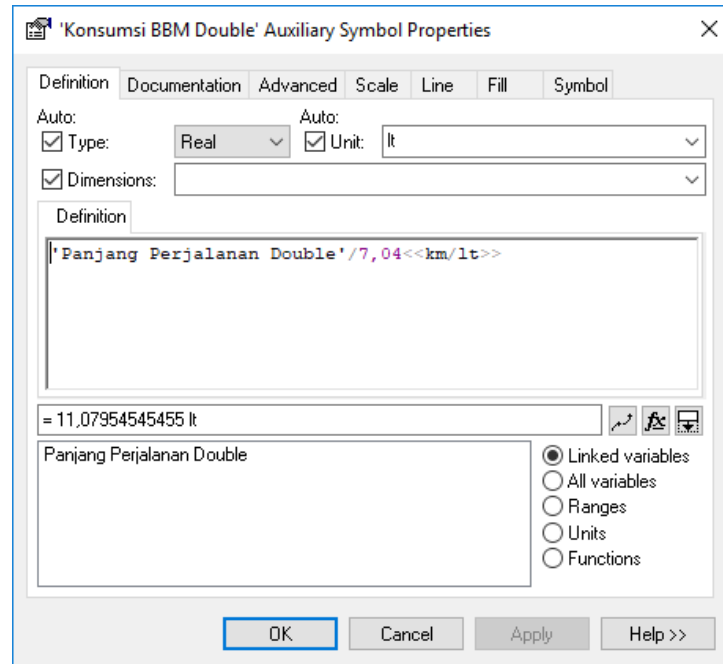 'Konsumsi BBM Double' Auxiliary Symbol Properties
Definition Documentation Advanced Scale Line Fill Symbol
Auto: Auto:
Type: Real Unit: lt
Dimensions:
Definition
'Panjang Perjalanan Double'/7,04<<km/lt>>
= 11,07954545455 lt
fx
Panjang Perjalanan Double
Linked variables
All variables
Ranges
Units
Functions
OK Cancel Apply Help >>